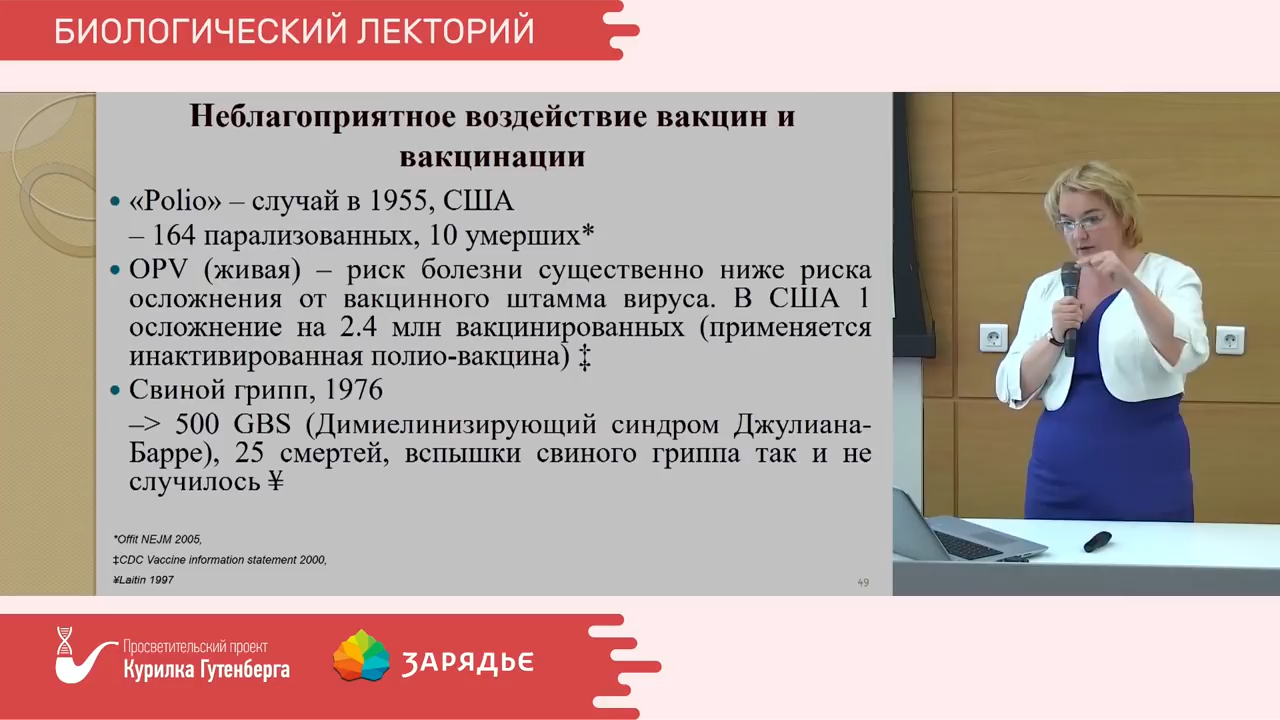 БИОЛОГИЧЕСКИЙ ЛЕКТОРИЙ
Неблагоприятное воздействие вакцин и
вакцинации
• «Polio» – случай в 1955, США
– 164 парализованных, 10 умерших*
• OPV (живая) – риск болезни существенно ниже риска
осложнения от вакцинного штамма вируса. В США 1
осложнение на 2.4 млн вакцинированных (применяется
инактивированная полио-вакцина) ‡
• Свиной грипп, 1976
–> 500 GBS (Димиелинизирующий синдром Джулиана-
Барре), 25 смертей, вспышки свиного гриппа так и не
случилось ¥
*Offit NEJM 2005,
‡CDC Vaccine information statement 2000,
¥Laitin 1997
49
Просветительский проект
Курилка Гутенберга
ЗАРЯДЬЕ